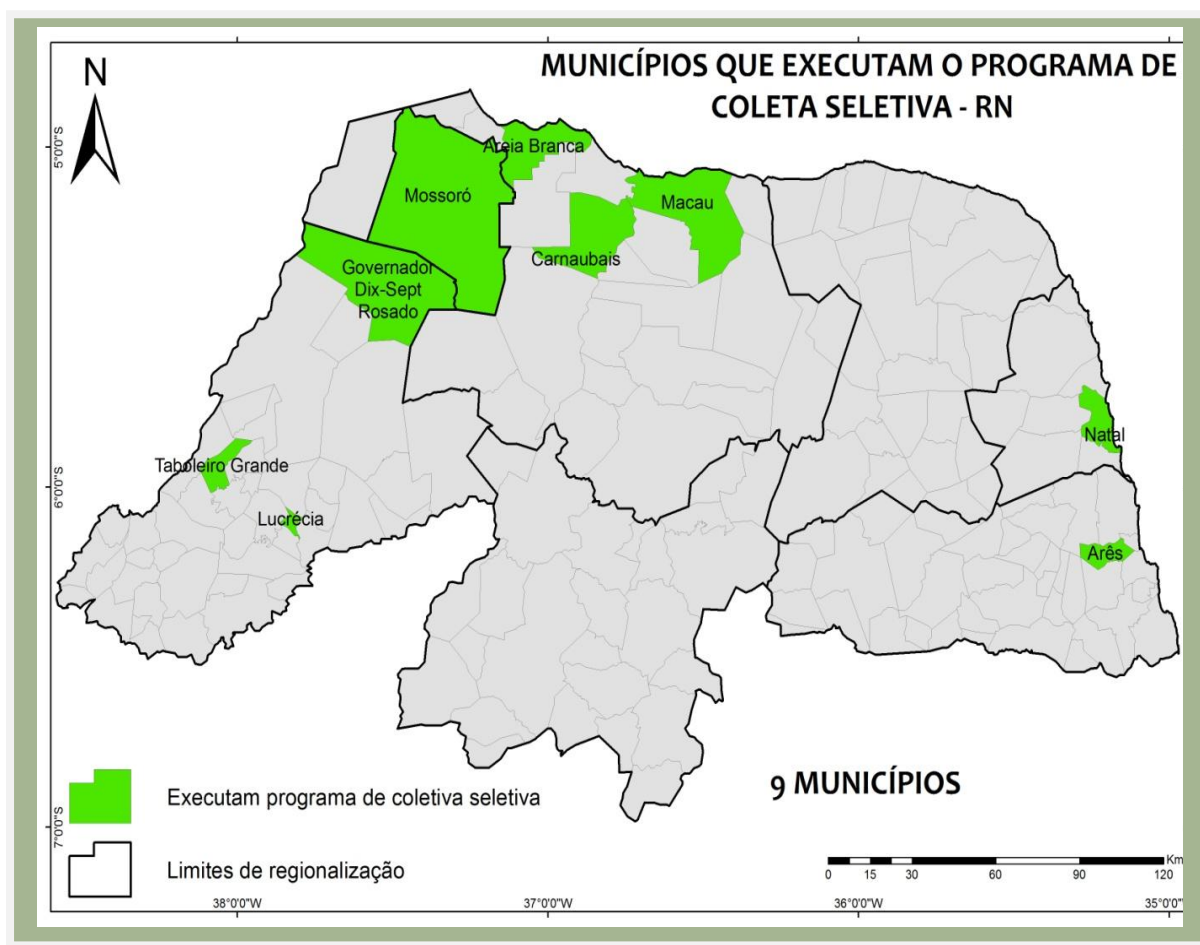 N
MUNICÍPIOS QUE EXECUTAM O PROGRAMA DE
COLETA SELETIVA - RN
5°0'0"S
Areia Branca
Mossoró
Macau
Carnaubais
Governador
Dix-Sept
Rosado
Natal
Taboleiro Grande
6°0'0"S
Lucrécia
Arês
9 MUNICÍPIOS
Executam programa de coletiva seletiva
7°0'0"S
Limites de regionalização
Km
0 15 30 60 90 120
38°0'0"W 37°0'0"W 36°0'0"W 35°0'0"